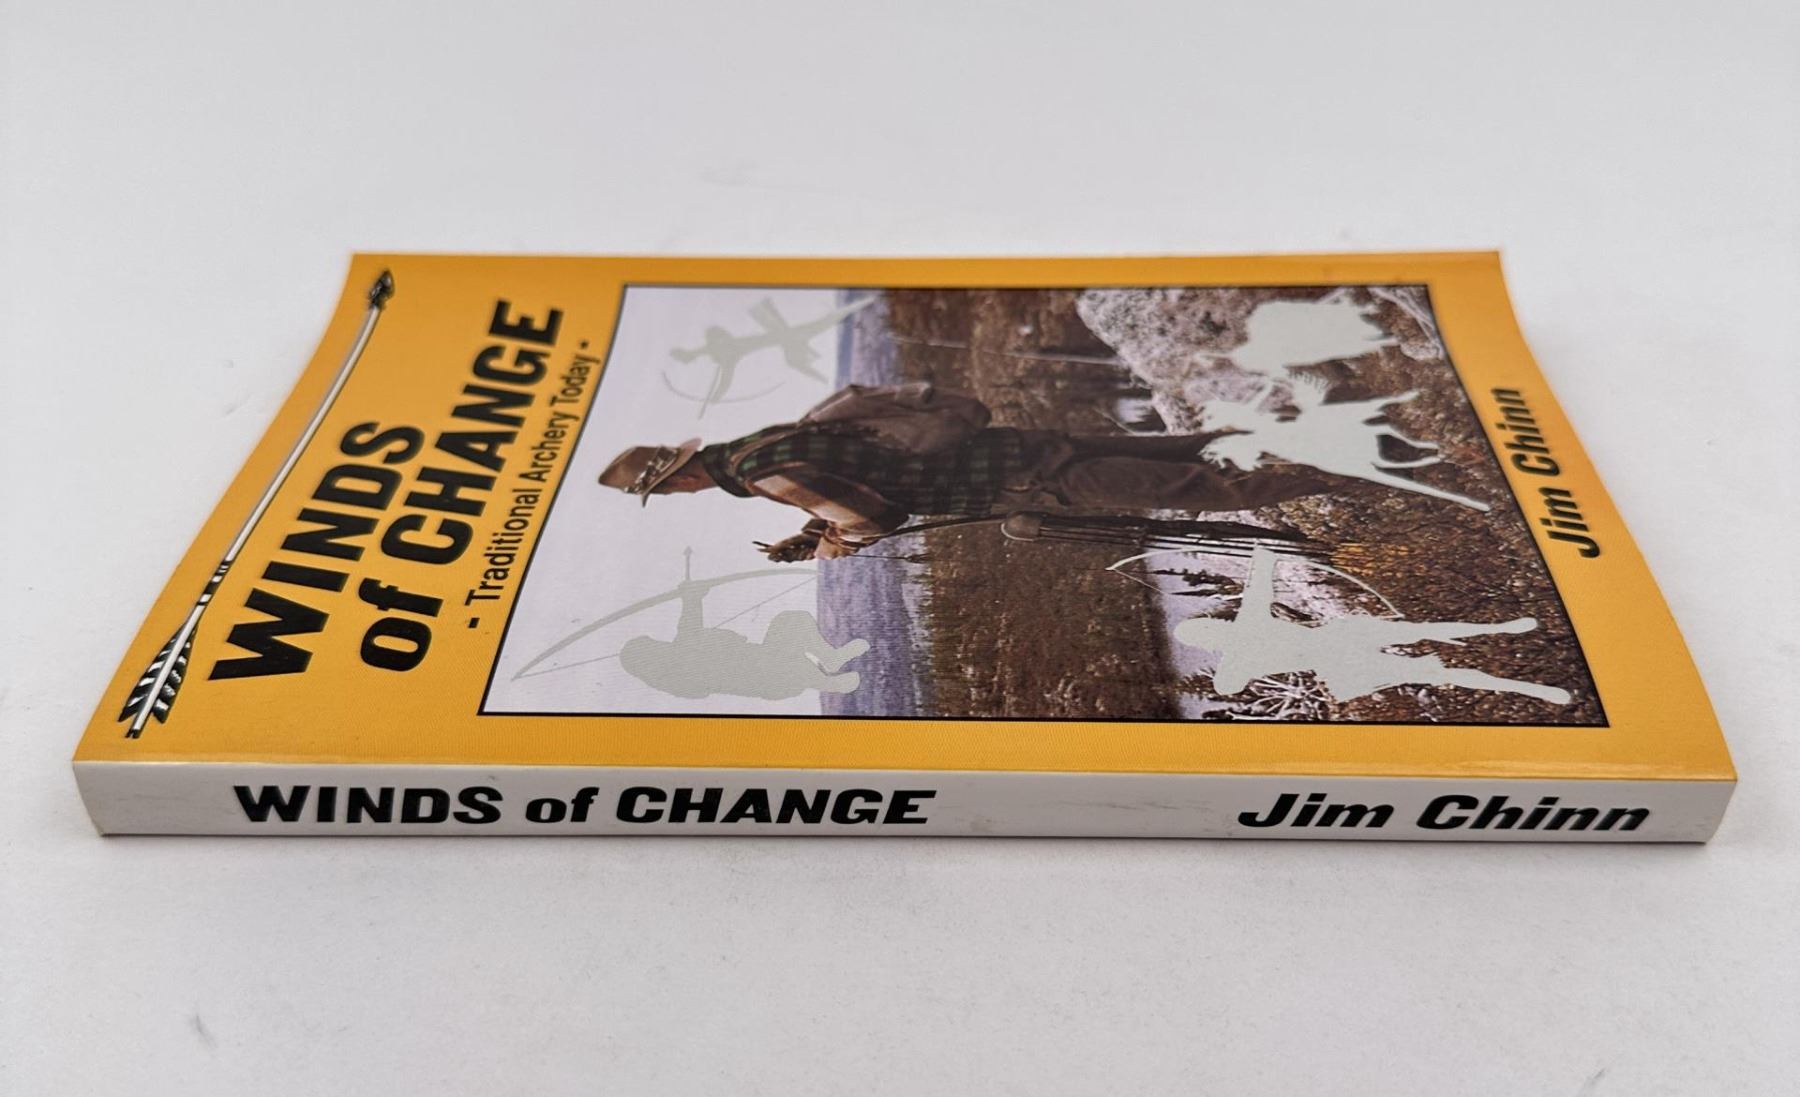 WINDS
of CHANGE
- Traditional Archery Today -
Jim Chinn
WINDS of CHANGE Jim Chinn